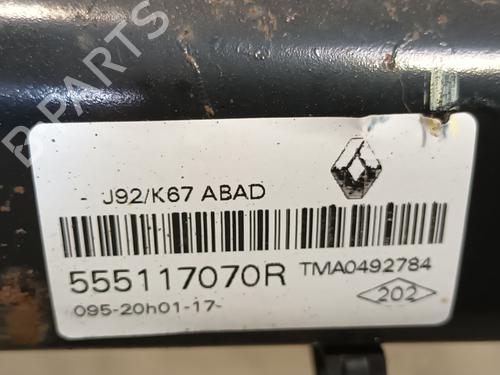 B-PARTS
- J92/K67 ABAD
555117070R TMA0492784
095-20h01-17- 202